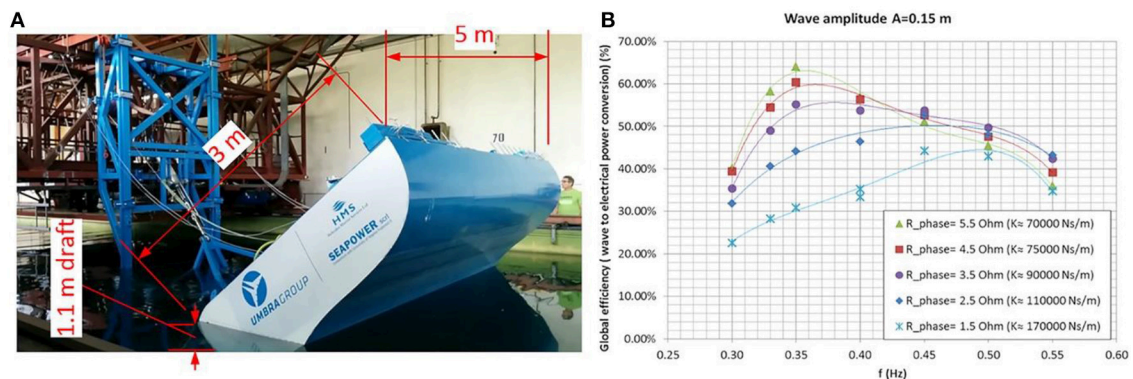 A
5 m
3 m
1.1 m draft
70
HMS
SEAPOWER scrl
UMBRAGROUP
B
Wave amplitude A=0.15 m
Global efficiency ( wave to electrical power conversion) (%)
70.00%
60.00%
50.00%
40.00%
30.00%
20.00%
10.00%
0.00%
R_phase= 5.5 Ohm (K≈ 70000 Ns/m)
R_phase= 4.5 Ohm (K≈ 75000 Ns/m)
R_phase= 3.5 Ohm (K≈ 90000 Ns/m)
R_phase= 2.5 Ohm (K≈ 110000 Ns/m)
R_phase= 1.5 Ohm (K≈ 170000 Ns/m)
0.25 0.30 0.35 0.40 0.45 0.50 0.55 0.60
f (Hz)